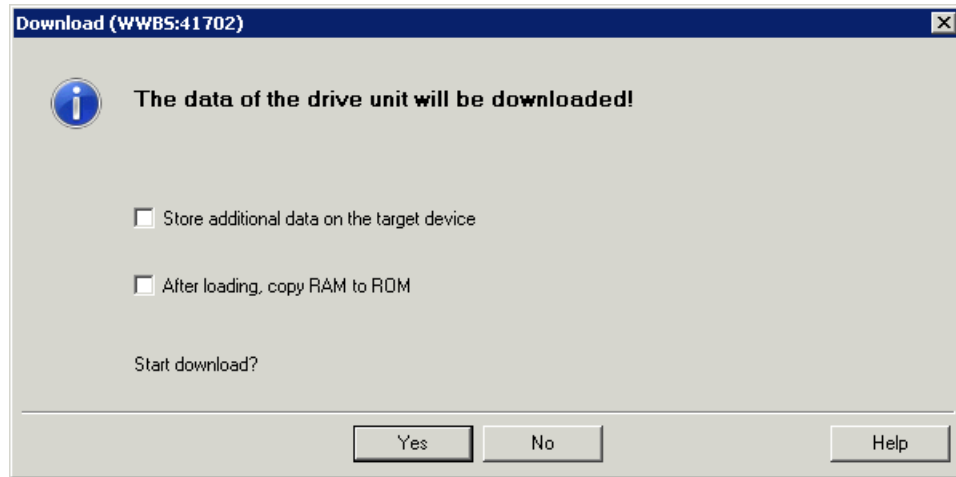 Download (WWBS:41702)
The data of the drive unit will be downloaded!
Store additional data on the target device
After loading, copy RAM to ROM
Start download?
Yes No Help